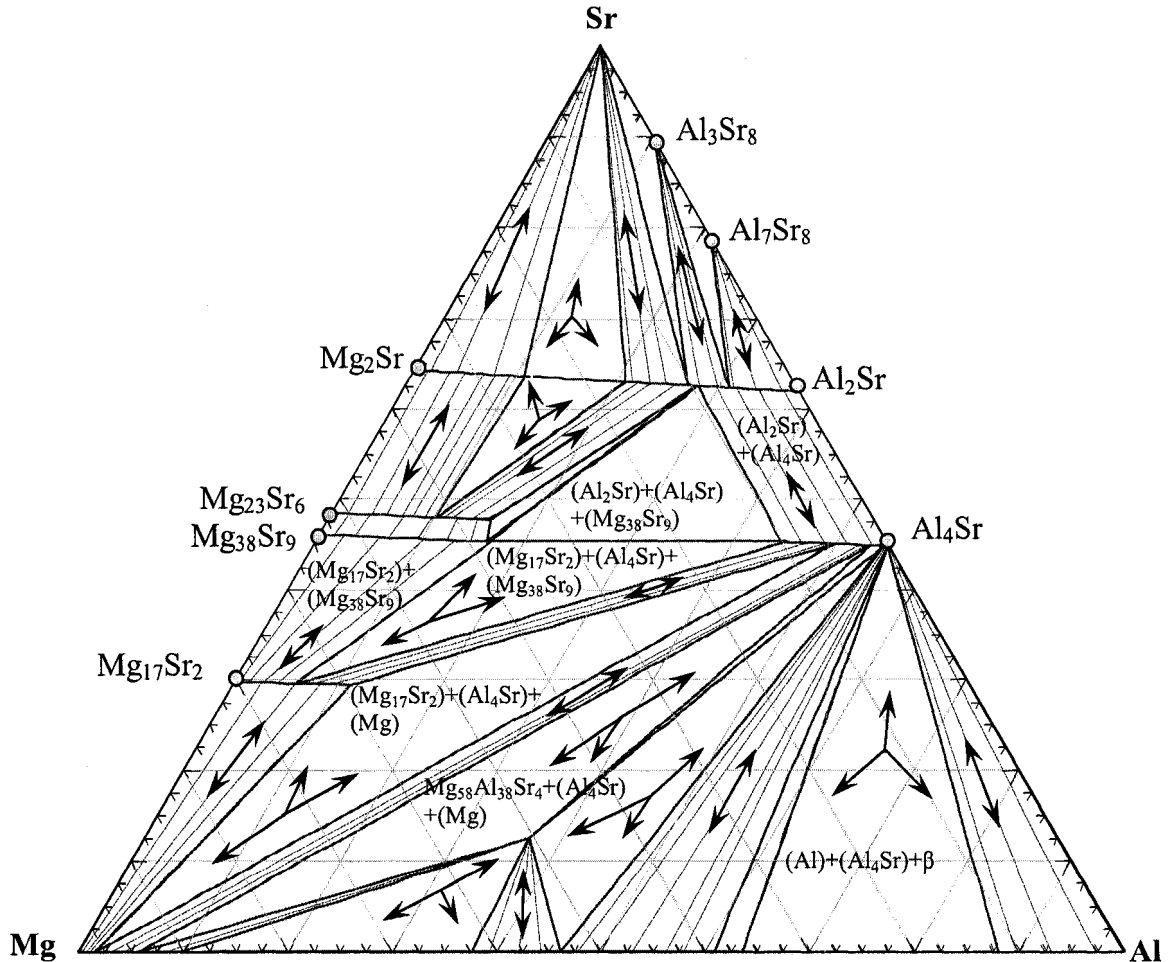 Sr
Al₃Sr₈
Al₇Sr₈
Mg₂Sr
Al₂Sr
(Al₂Sr)
+(Al₄Sr)
Mg₂₃Sr₆
(Al₂Sr)+(Al₄Sr)
+(Mg₃₈Sr₉)
Mg₃₈Sr₉
Al₄Sr
(Mg₁₇Sr₂)+
(Mg₃₈Sr₉)
(Mg₁₇Sr₂)+(Al₄Sr)+
(Mg₃₈Sr₉)
Mg₁₇Sr₂
(Mg₁₇Sr₂)+(Al₄Sr)+
(Mg)
Mg₅₈Al₃₈Sr₄+(Al₄Sr)
+(Mg)
(Al)+(Al₄Sr)+β
Mg
Al